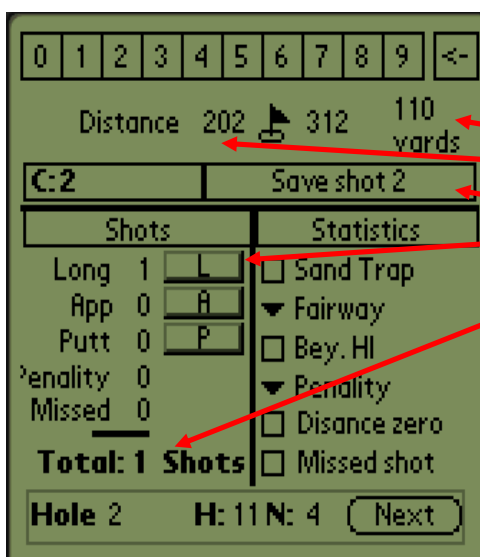 0 1 2 3 4 5 6 7 8 9 <-
Distance 202 312 110 yards
C:2 Save shot 2
Shots Statistics
Long 1 L Sand Trap
App 0 A Fairway
Putt 0 P Bey. Hl
Penality 0 Penality
Missed 0 Disance zero
Total: 1 Shots Missed shot
Hole 2 H: 11 N: 4 Next